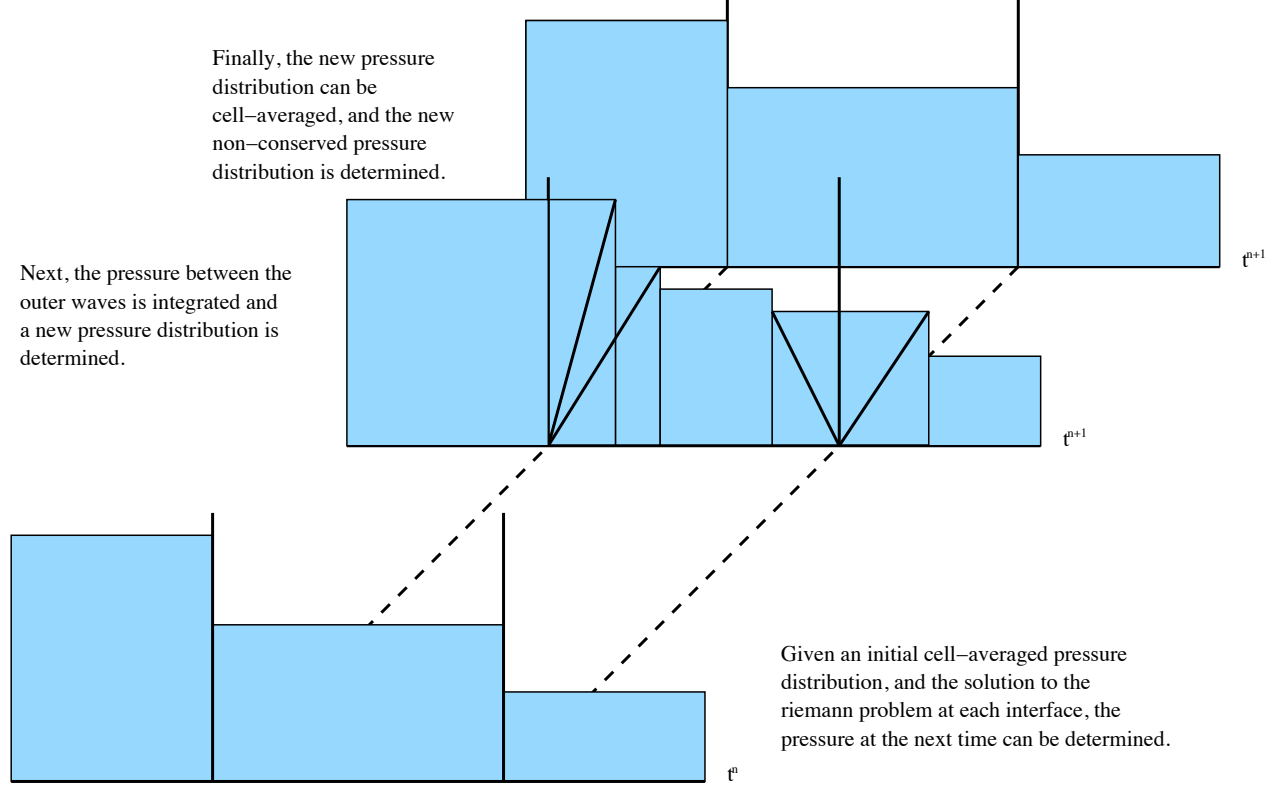 Finally, the new pressure
distribution can be
cell−averaged, and the new
non−conserved pressure
distribution is determined.
t^n+1
Next, the pressure between the
outer waves is integrated and
a new pressure distribution is
determined.
t^n+1
Given an initial cell−averaged pressure
distribution, and the solution to the
riemann problem at each interface, the
pressure at the next time can be determined.
t^n